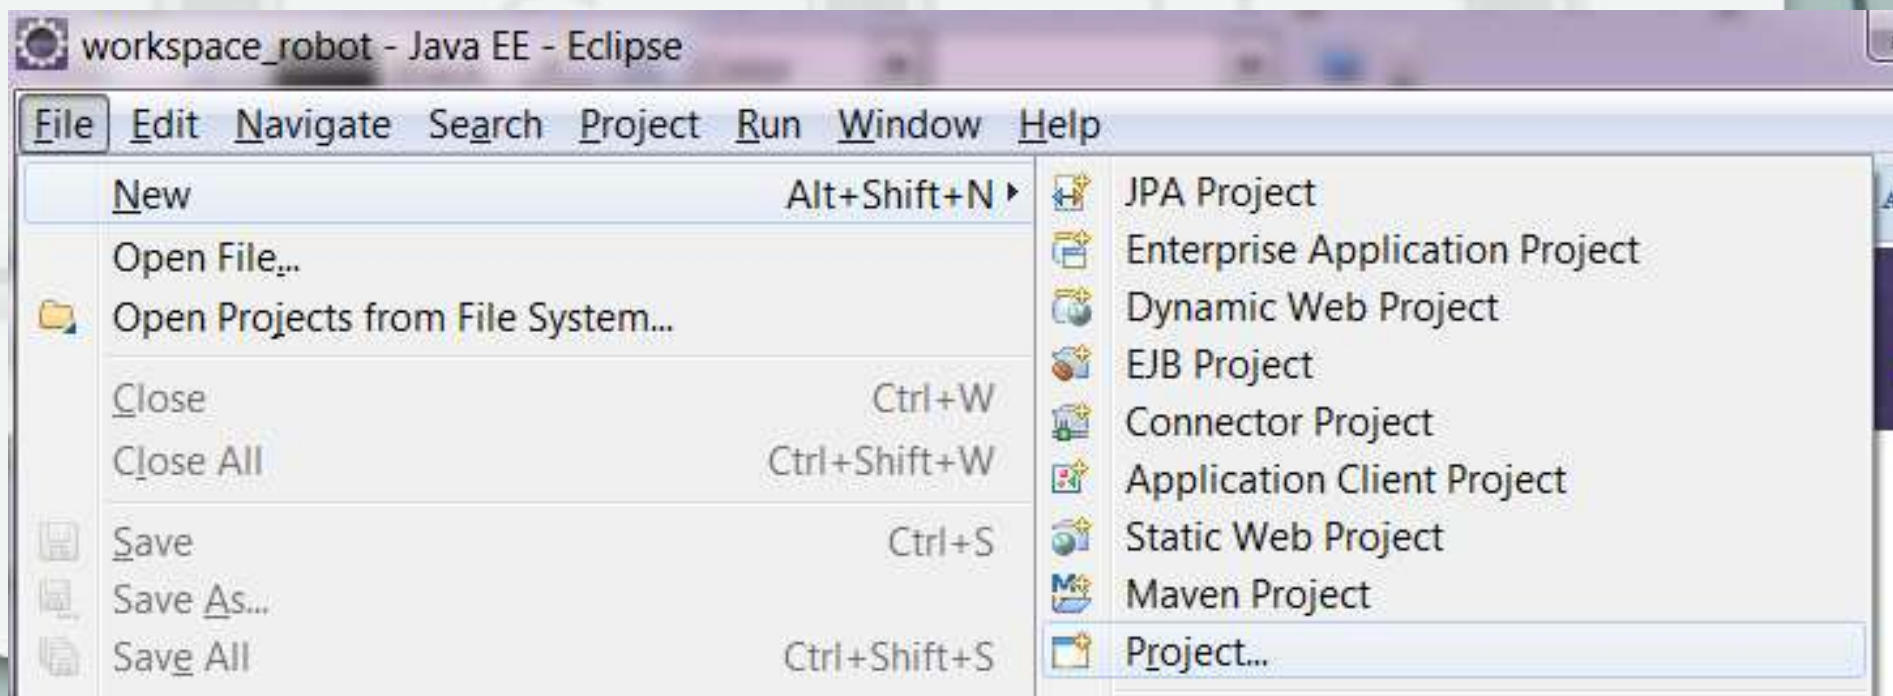 workspace_robot - Java EE - Eclipse
File Edit Navigate Search Project Run Window Help
New Alt+Shift+N
Open File...
Open Projects from File System...
Close Ctrl+W
Close All Ctrl+Shift+W
Save Ctrl+S
Save As...
Save All Ctrl+Shift+S
JPA Project
Enterprise Application Project
Dynamic Web Project
EJB Project
Connector Project
Application Client Project
Static Web Project
Maven Project
Project...